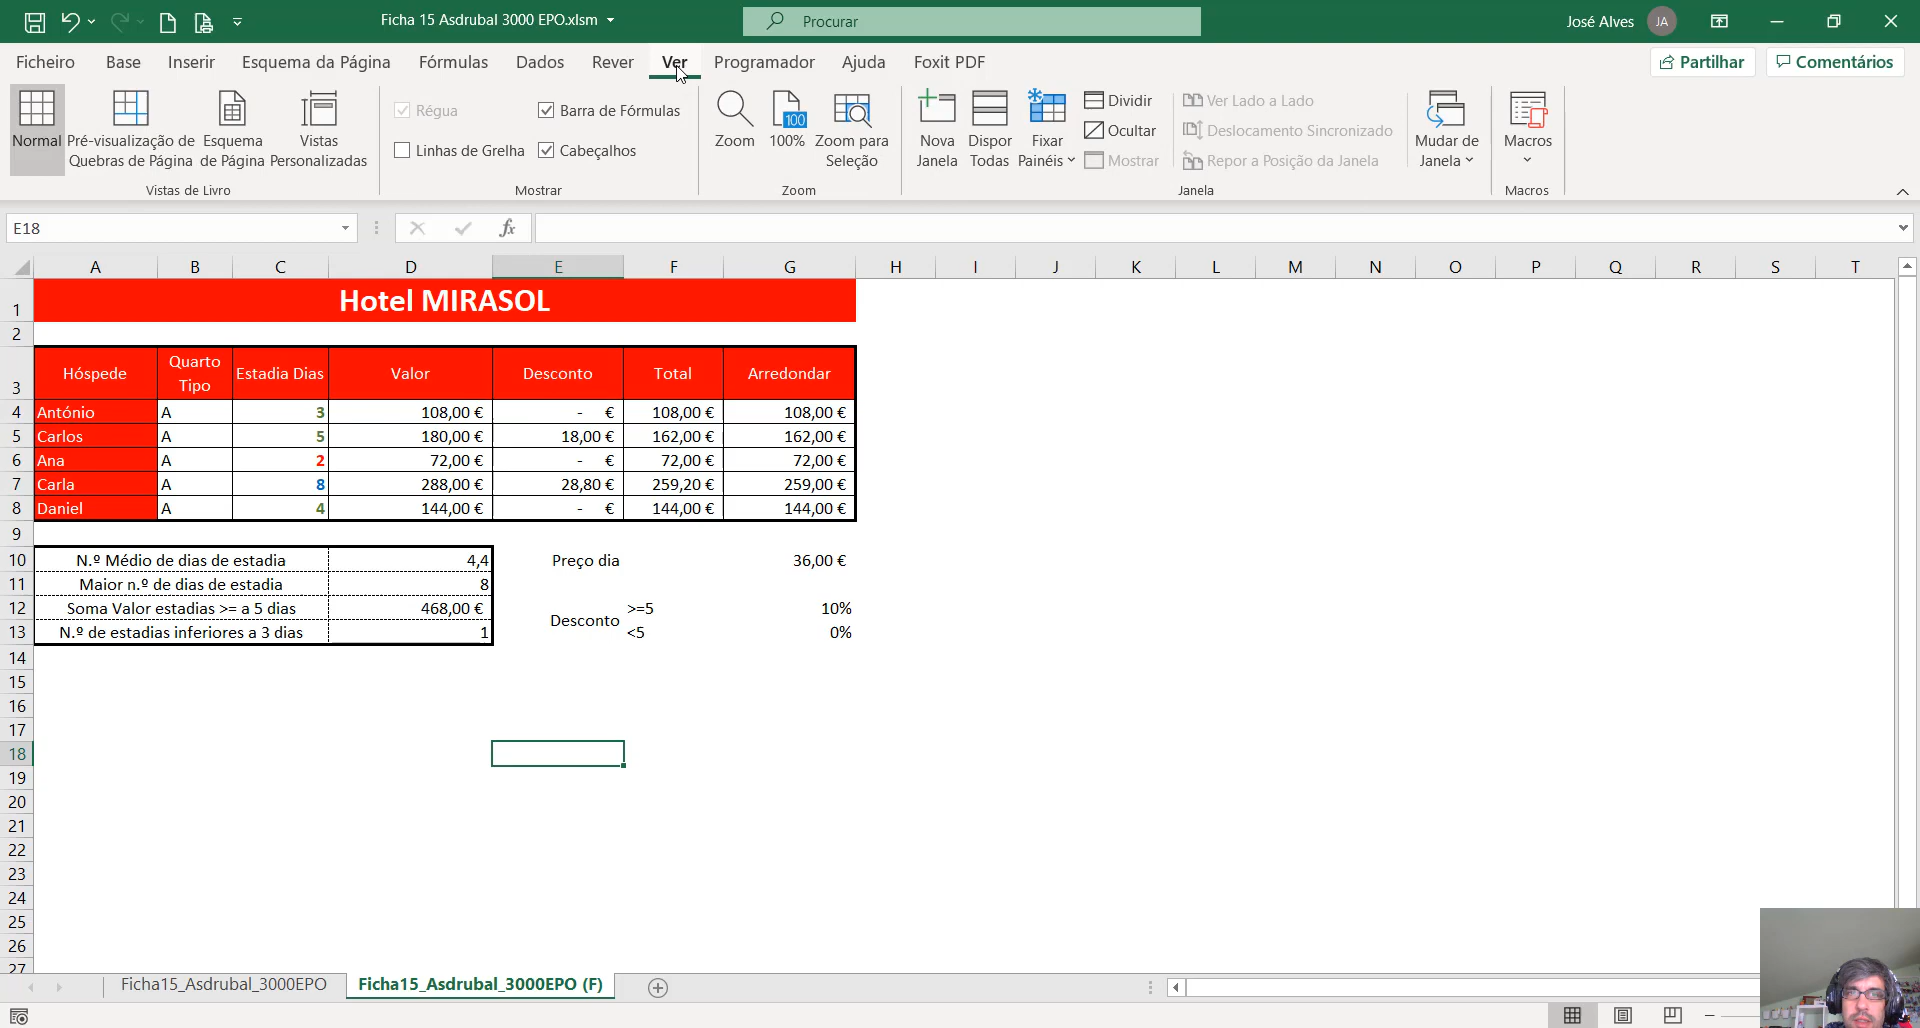 Ficha 15 Asdrubal 3000 EPO.xlsm
Procurar
José Alves JA
Ficheiro Base Inserir Esquema da Página Fórmulas Dados Rever Ver Programador Ajuda Foxit PDF
Partilhar Comentários
Normal
Pré-visualização de Quebras de Página
Esquema de Página
Vistas Personalizadas
Vistas de Livro
Régua
Barra de Fórmulas
Linhas de Grelha
Cabeçalhos
Mostrar
Zoom
100
100%
Zoom para Seleção
Zoom
Nova Janela
Dispor Todas
Fixar Painéis
Dividir
Ocultar
Mostrar
Ver Lado a Lado
Deslocamento Sincronizado
Repor a Posição da Janela
Janela
Mudar de Janela
Macros
Macros
E18
fx
A B C D E F G H I J K L M N O P Q R S T
1 Hotel MIRASOL
2
3 Hóspede Quarto Tipo Estadia Dias Valor Desconto Total Arredondar
4 António A 3 108,00 € - € 108,00 € 108,00 €
5 Carlos A 5 180,00 € 18,00 € 162,00 € 162,00 €
6 Ana A 2 72,00 € - € 72,00 € 72,00 €
7 Carla A 8 288,00 € 28,80 € 259,20 € 259,00 €
8 Daniel A 4 144,00 € - € 144,00 € 144,00 €
9
10 N.º Médio de dias de estadia 4,4 Preço dia 36,00 €
11 Maior n.º de dias de estadia 8
12 Soma Valor estadias >= a 5 dias 468,00 € Desconto >=5 10%
13 N.º de estadias inferiores a 3 dias 1 <5 0%
14
15
16
17
18
19
20
21
22
23
24
25
26
27
Ficha15_Asdrubal_3000EPO Ficha15_Asdrubal_3000EPO (F)